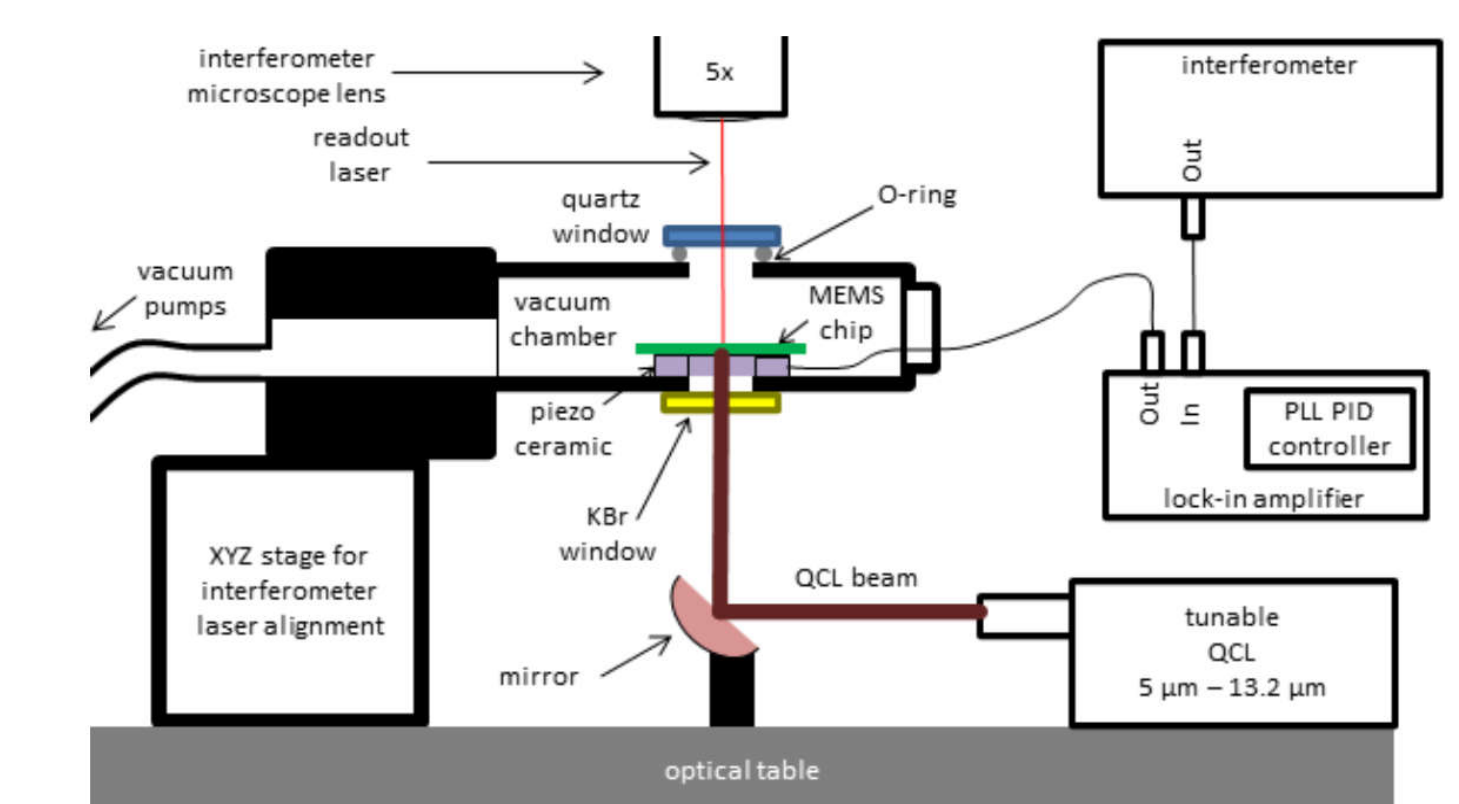 interferometer
microscope lens
5x
interferometer
Out
readout
laser
quartz
window
O-ring
vacuum
pumps
vacuum
chamber
MEMS
chip
piezo
ceramic
Out
In
PLL PID
controller
lock-in amplifier
KBr
window
XYZ stage for
interferometer
laser alignment
QCL beam
tunable
QCL
5 µm – 13.2 µm
mirror
optical table